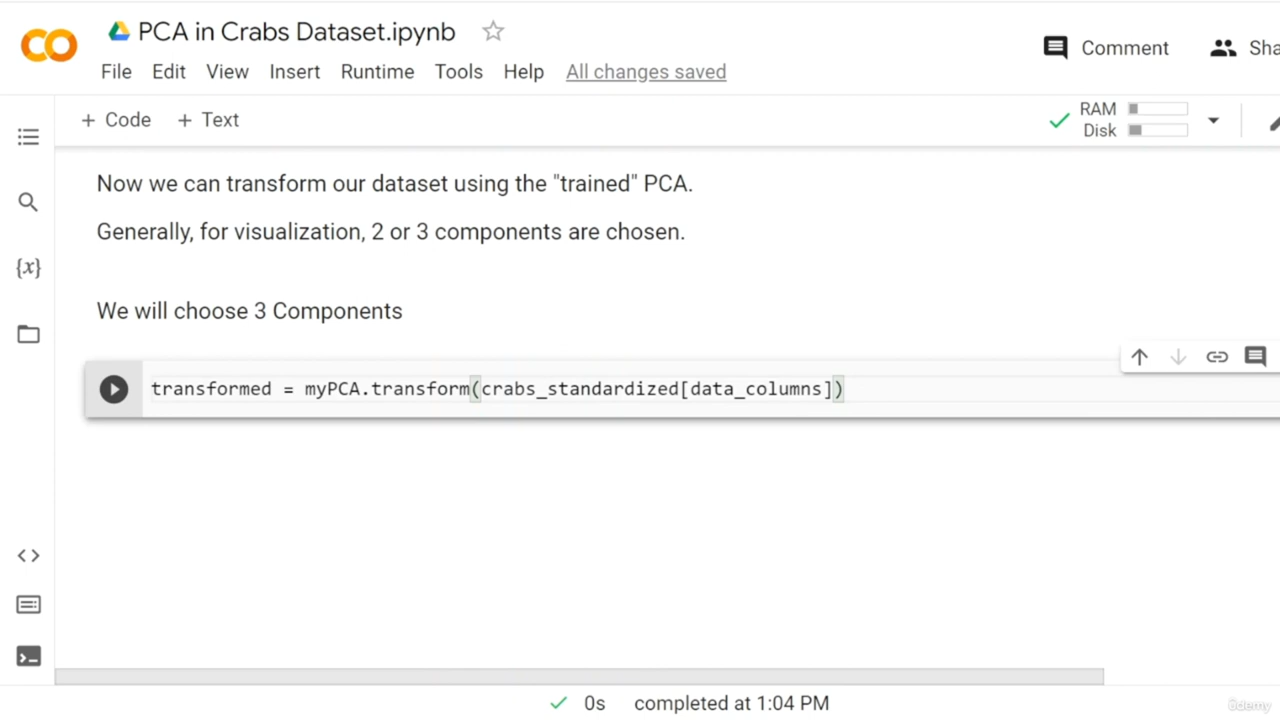 PCA in Crabs Dataset.ipynb
Comment
File Edit View Insert Runtime Tools Help All changes saved
+ Code + Text
RAM
Disk
{x}
Now we can transform our dataset using the "trained" PCA.
Generally, for visualization, 2 or 3 components are chosen.
We will choose 3 Components
transformed = myPCA.transform(crabs_standardized[data_columns])
0s completed at 1:04 PM
ûdemy